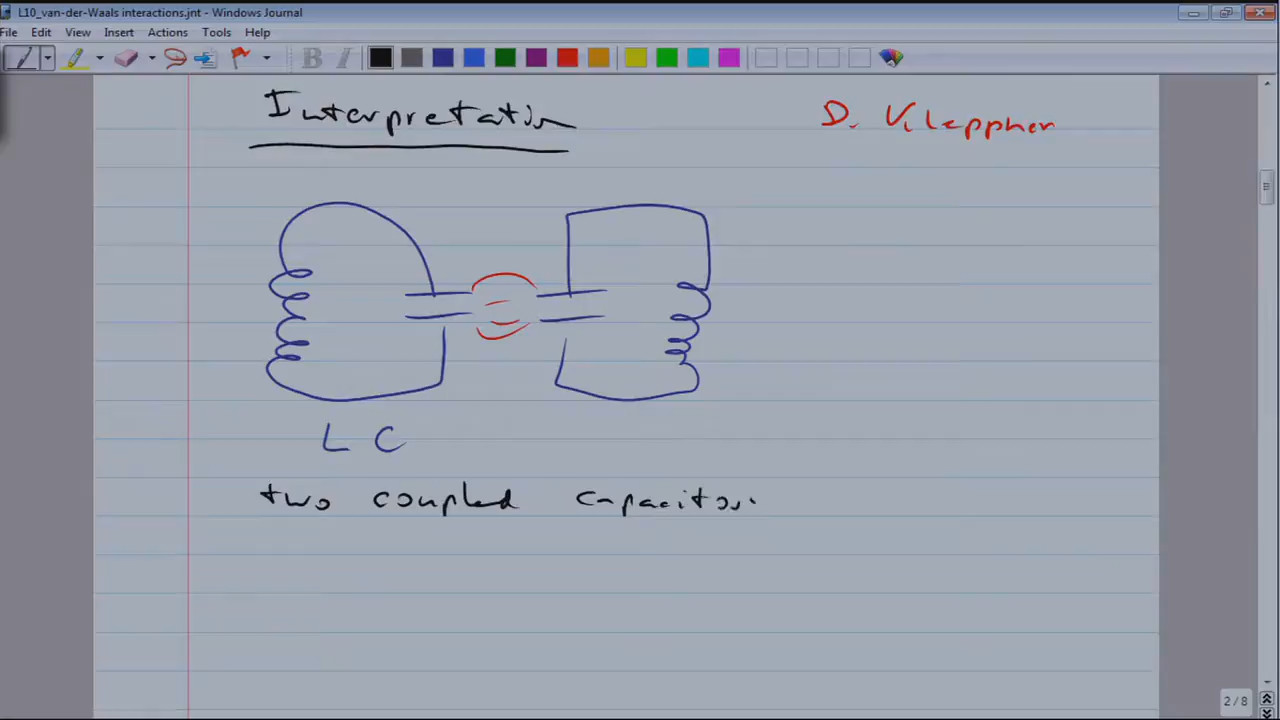 L10_van-der-Waals interactions.jnt - Windows Journal
File Edit View Insert Actions Tools Help
B I
Interpretation
D. Kleppner
L C
two coupled capacitors
2 / 8